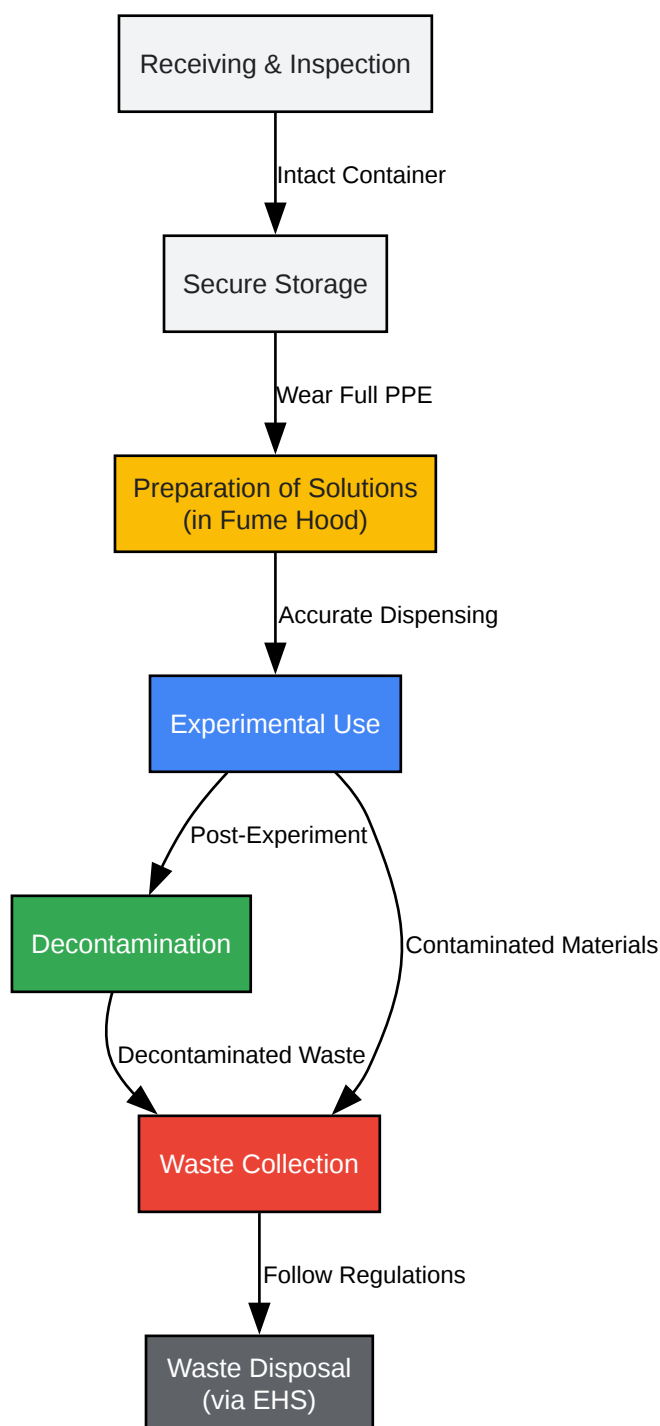 Receiving & Inspection
Intact Container
Secure Storage
Wear Full PPE
Preparation of Solutions
(in Fume Hood)
Accurate Dispensing
Experimental Use
Post-Experiment
Decontamination
Contaminated Materials
Decontaminated Waste
Waste Collection
Follow Regulations
Waste Disposal
(via EHS)